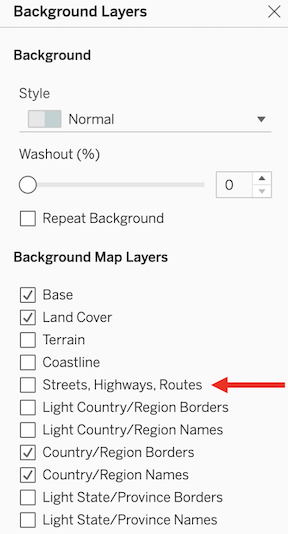 Background Layers
Background
Style
Normal
Washout (%)
0
Repeat Background
Background Map Layers
Base
Land Cover
Terrain
Coastline
Streets, Highways, Routes
Light Country/Region Borders
Light Country/Region Names
Country/Region Borders
Country/Region Names
Light State/Province Borders
Light State/Province Names